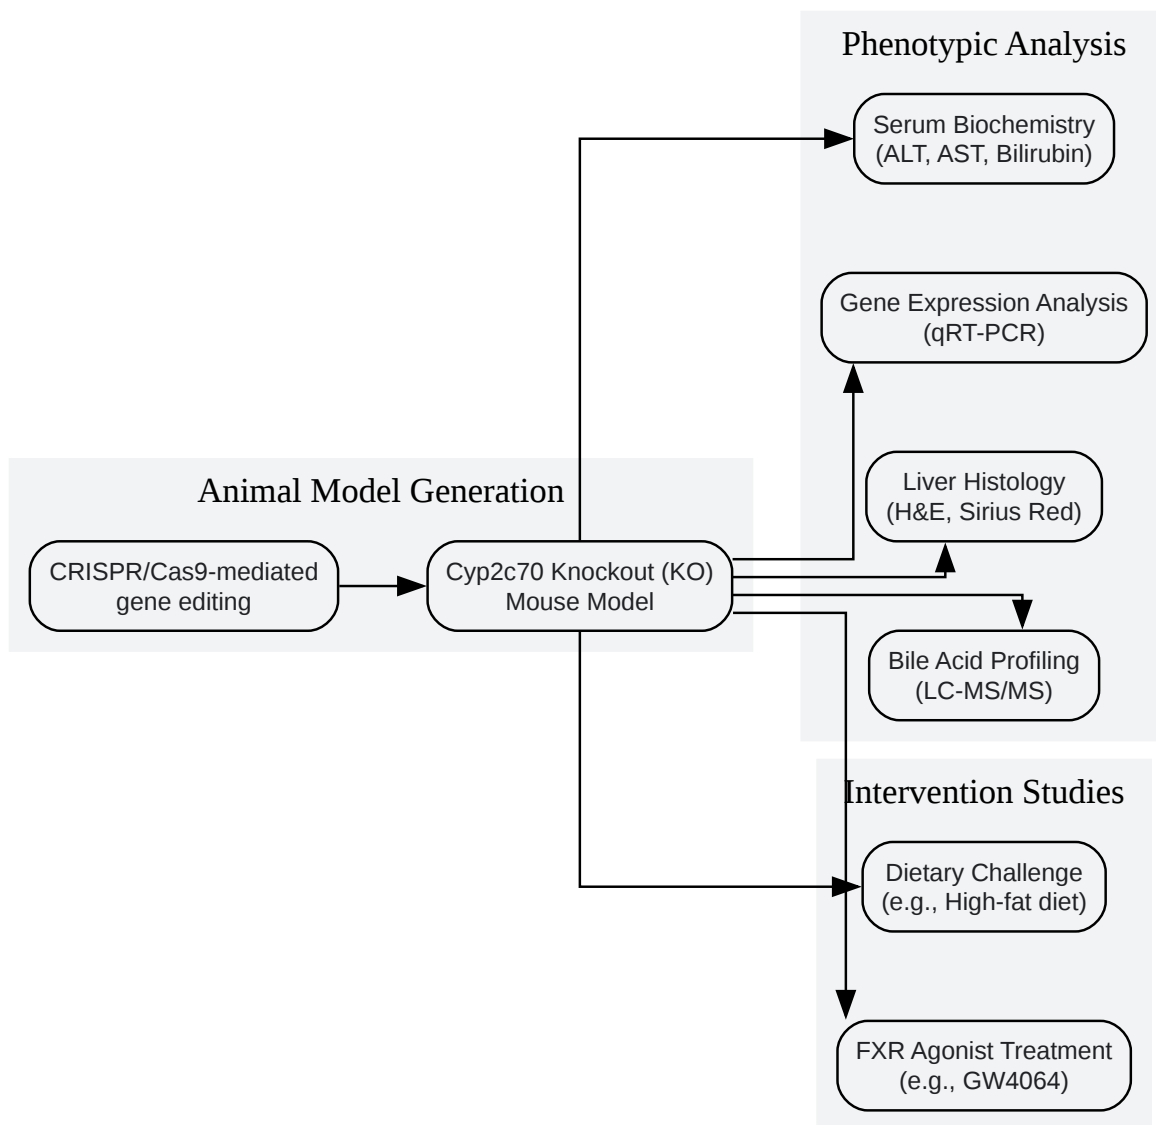 Phenotypic Analysis
Serum Biochemistry
(ALT, AST, Bilirubin)
Gene Expression Analysis
(qRT-PCR)
Liver Histology
(H&E, Sirius Red)
Animal Model Generation
CRISPR/Cas9-mediated
gene editing
Cyp2c70 Knockout (KO)
Mouse Model
Bile Acid Profiling
(LC-MS/MS)
Intervention Studies
Dietary Challenge
(e.g., High-fat diet)
FXR Agonist Treatment
(e.g., GW4064)